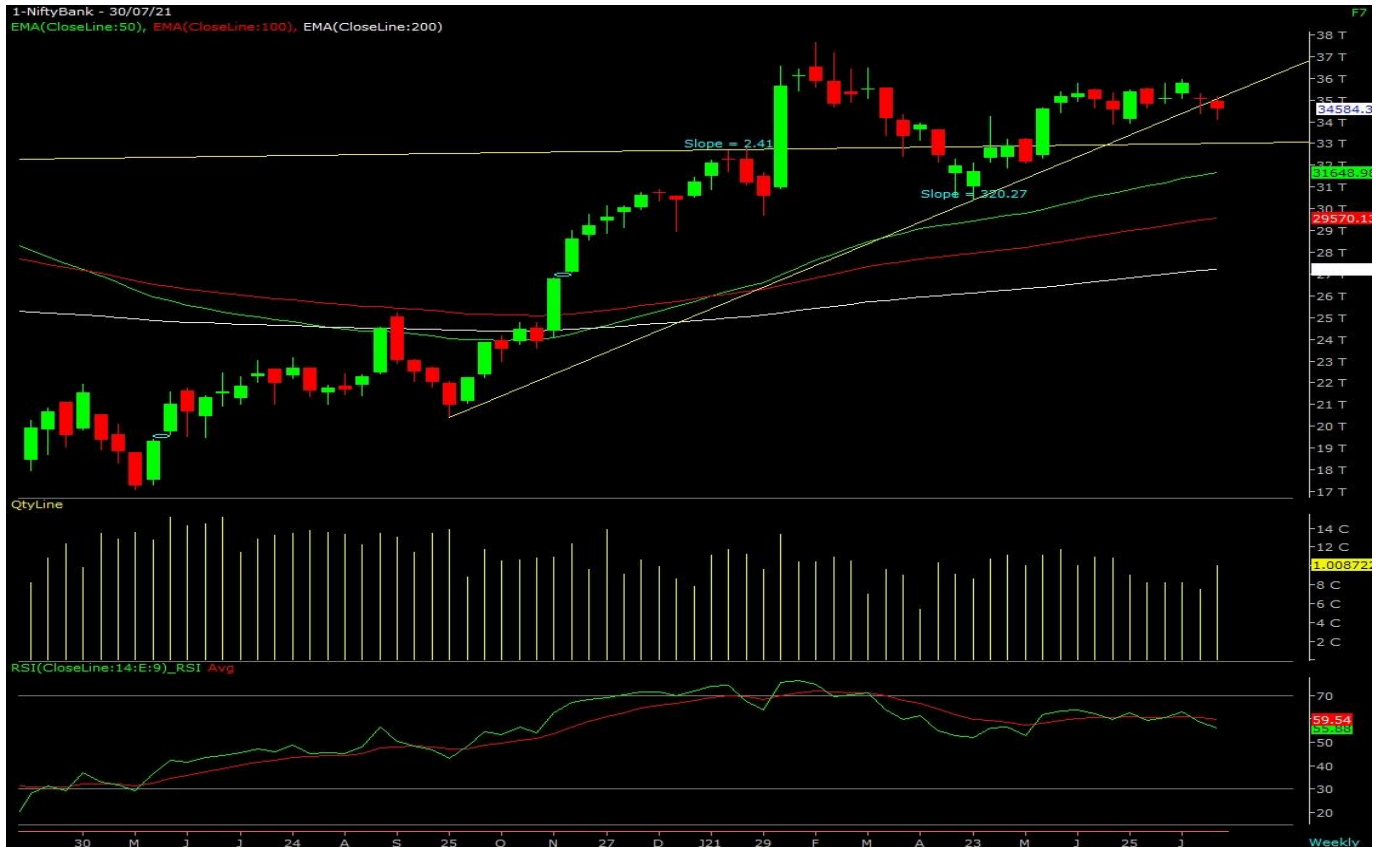 1-NiftyBank - 30/07/21
F7
EMA(CloseLine:50), EMA(CloseLine:100), EMA(CloseLine:200)
38 T
37 T
36 T
35 T
34584.3
34 T
Slope = 2.41
33 T
32 T
31648.98
31 T
Slope = 320.27
30 T
29570.13
29 T
28 T
27 T
26 T
25 T
24 T
23 T
22 T
21 T
20 T
19 T
18 T
17 T
QtyLine
14 C
12 C
1.008722
8 C
6 C
4 C
2 C
RSI(CloseLine:14:E:9)_RSI Avg
70
59.54
55.88
50
40
30
20
30 M J J 24 A S 25 O N 27 D J21 29 F M A 23 M J 25 J Weekly